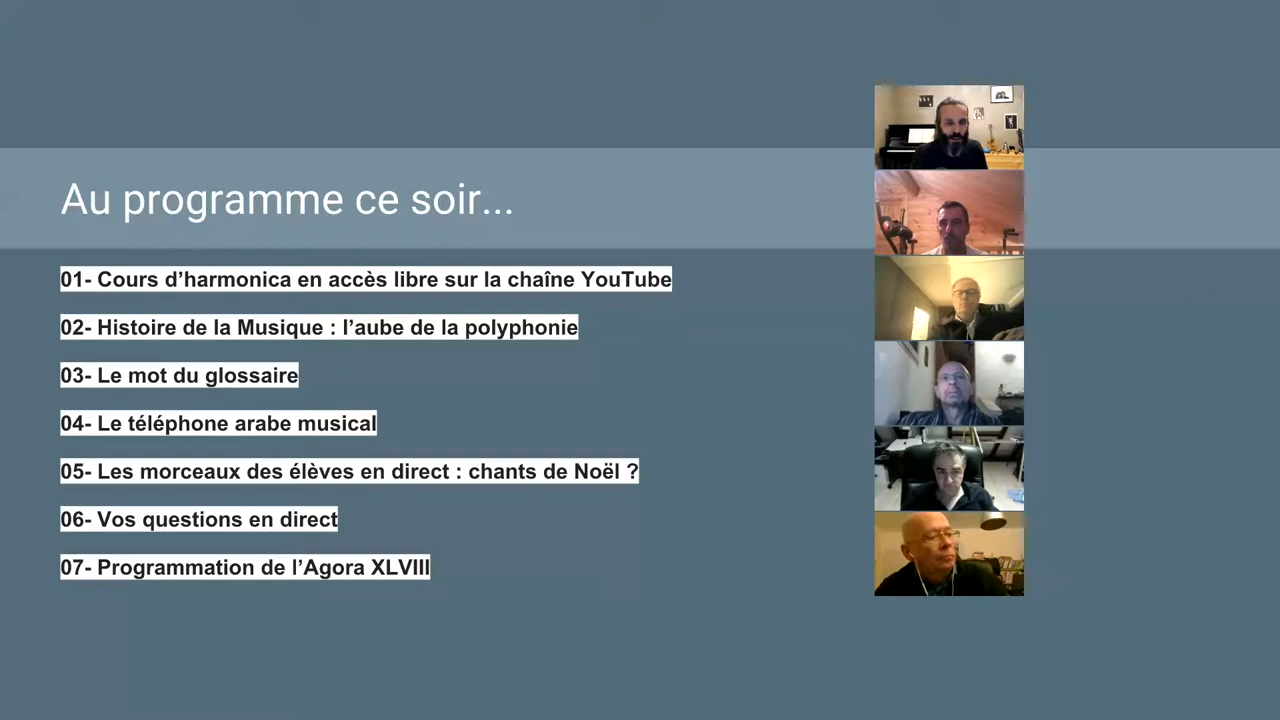 Au programme ce soir...
01- Cours d’harmonica en accès libre sur la chaîne YouTube
02- Histoire de la Musique : l’aube de la polyphonie
03- Le mot du glossaire
04- Le téléphone arabe musical
05- Les morceaux des élèves en direct : chants de Noël ?
06- Vos questions en direct
07- Programmation de l’Agora XLVIII